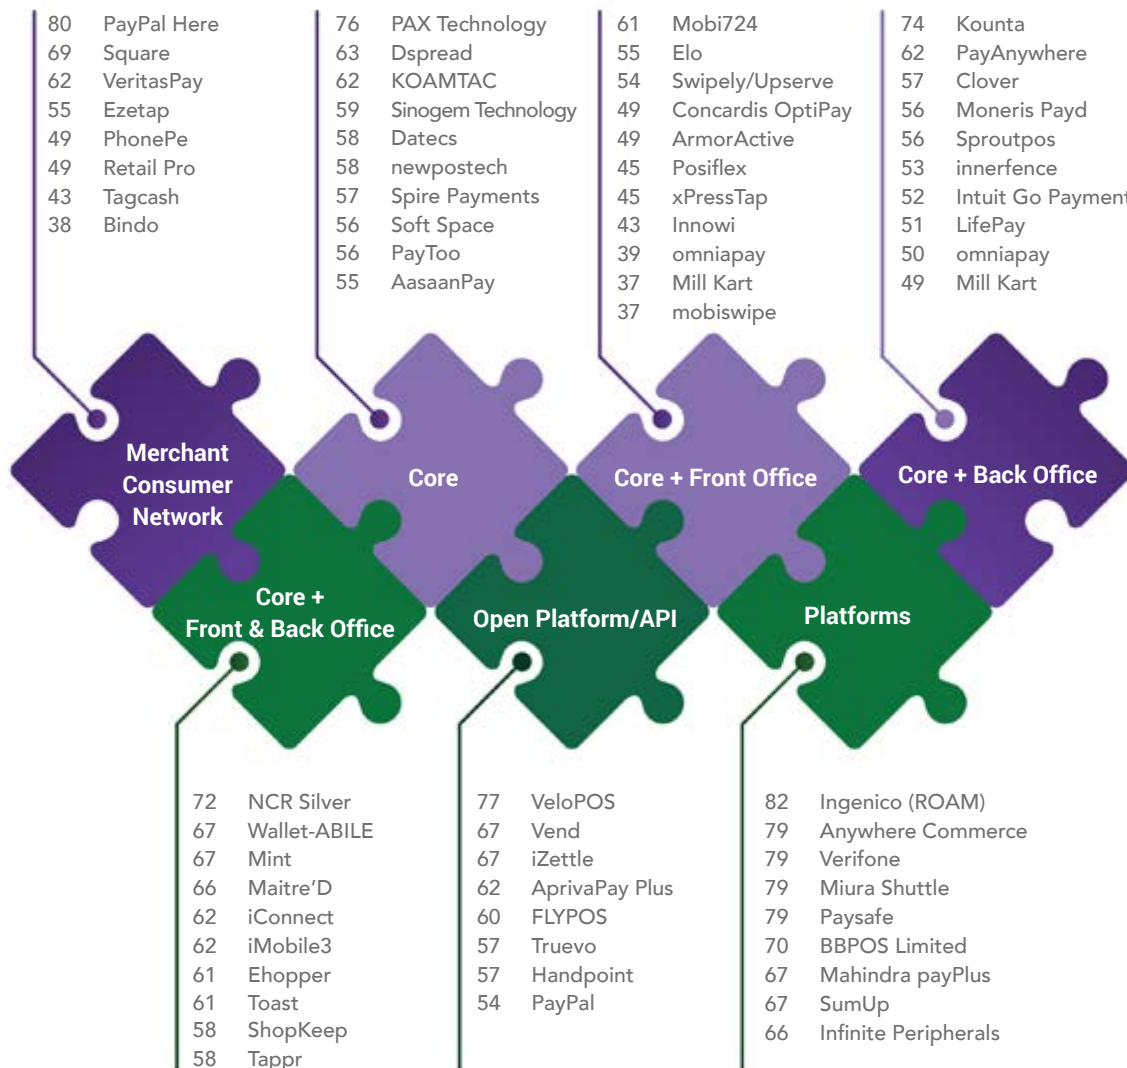 80 PayPal Here
69 Square
62 VeritasPay
55 Ezetap
49 PhonePe
49 Retail Pro
43 Tagcash
38 Bindo
76 PAX Technology
63 Dspread
62 KOAMTAC
59 Sinogem Technology
58 Datecs
58 newpostech
57 Spire Payments
56 Soft Space
56 PayToo
55 AasaanPay
61 Mobi724
55 Elo
54 Swipely/Upserve
49 Concardis OptiPay
49 ArmorActive
45 Posiflex
45 xPressTap
43 Innowi
39 omniapay
37 Mill Kart
37 mobiswipe
74 Kounta
62 PayAnywhere
57 Clover
56 Moneris Payd
56 Sproutpos
53 innerfence
52 Intuit Go Payment
51 LifePay
50 omniapay
49 Mill Kart
Merchant
Consumer
Network
Core
Core + Front Office
Core + Back Office
Core +
Front & Back Office
Open Platform/API
Platforms
72 NCR Silver
67 Wallet-ABILE
67 Mint
66 Maitre’D
62 iConnect
62 iMobile3
61 Ehopper
61 Toast
58 ShopKeep
58 Tappr
77 VeloPOS
67 Vend
67 iZettle
62 AprivaPay Plus
60 FLYPOS
57 Truevo
57 Handpoint
54 PayPal
82 Ingenico (ROAM)
79 Anywhere Commerce
79 Verifone
79 Miura Shuttle
79 Paysafe
70 BBPOS Limited
67 Mahindra payPlus
67 SumUp
66 Infinite Peripherals